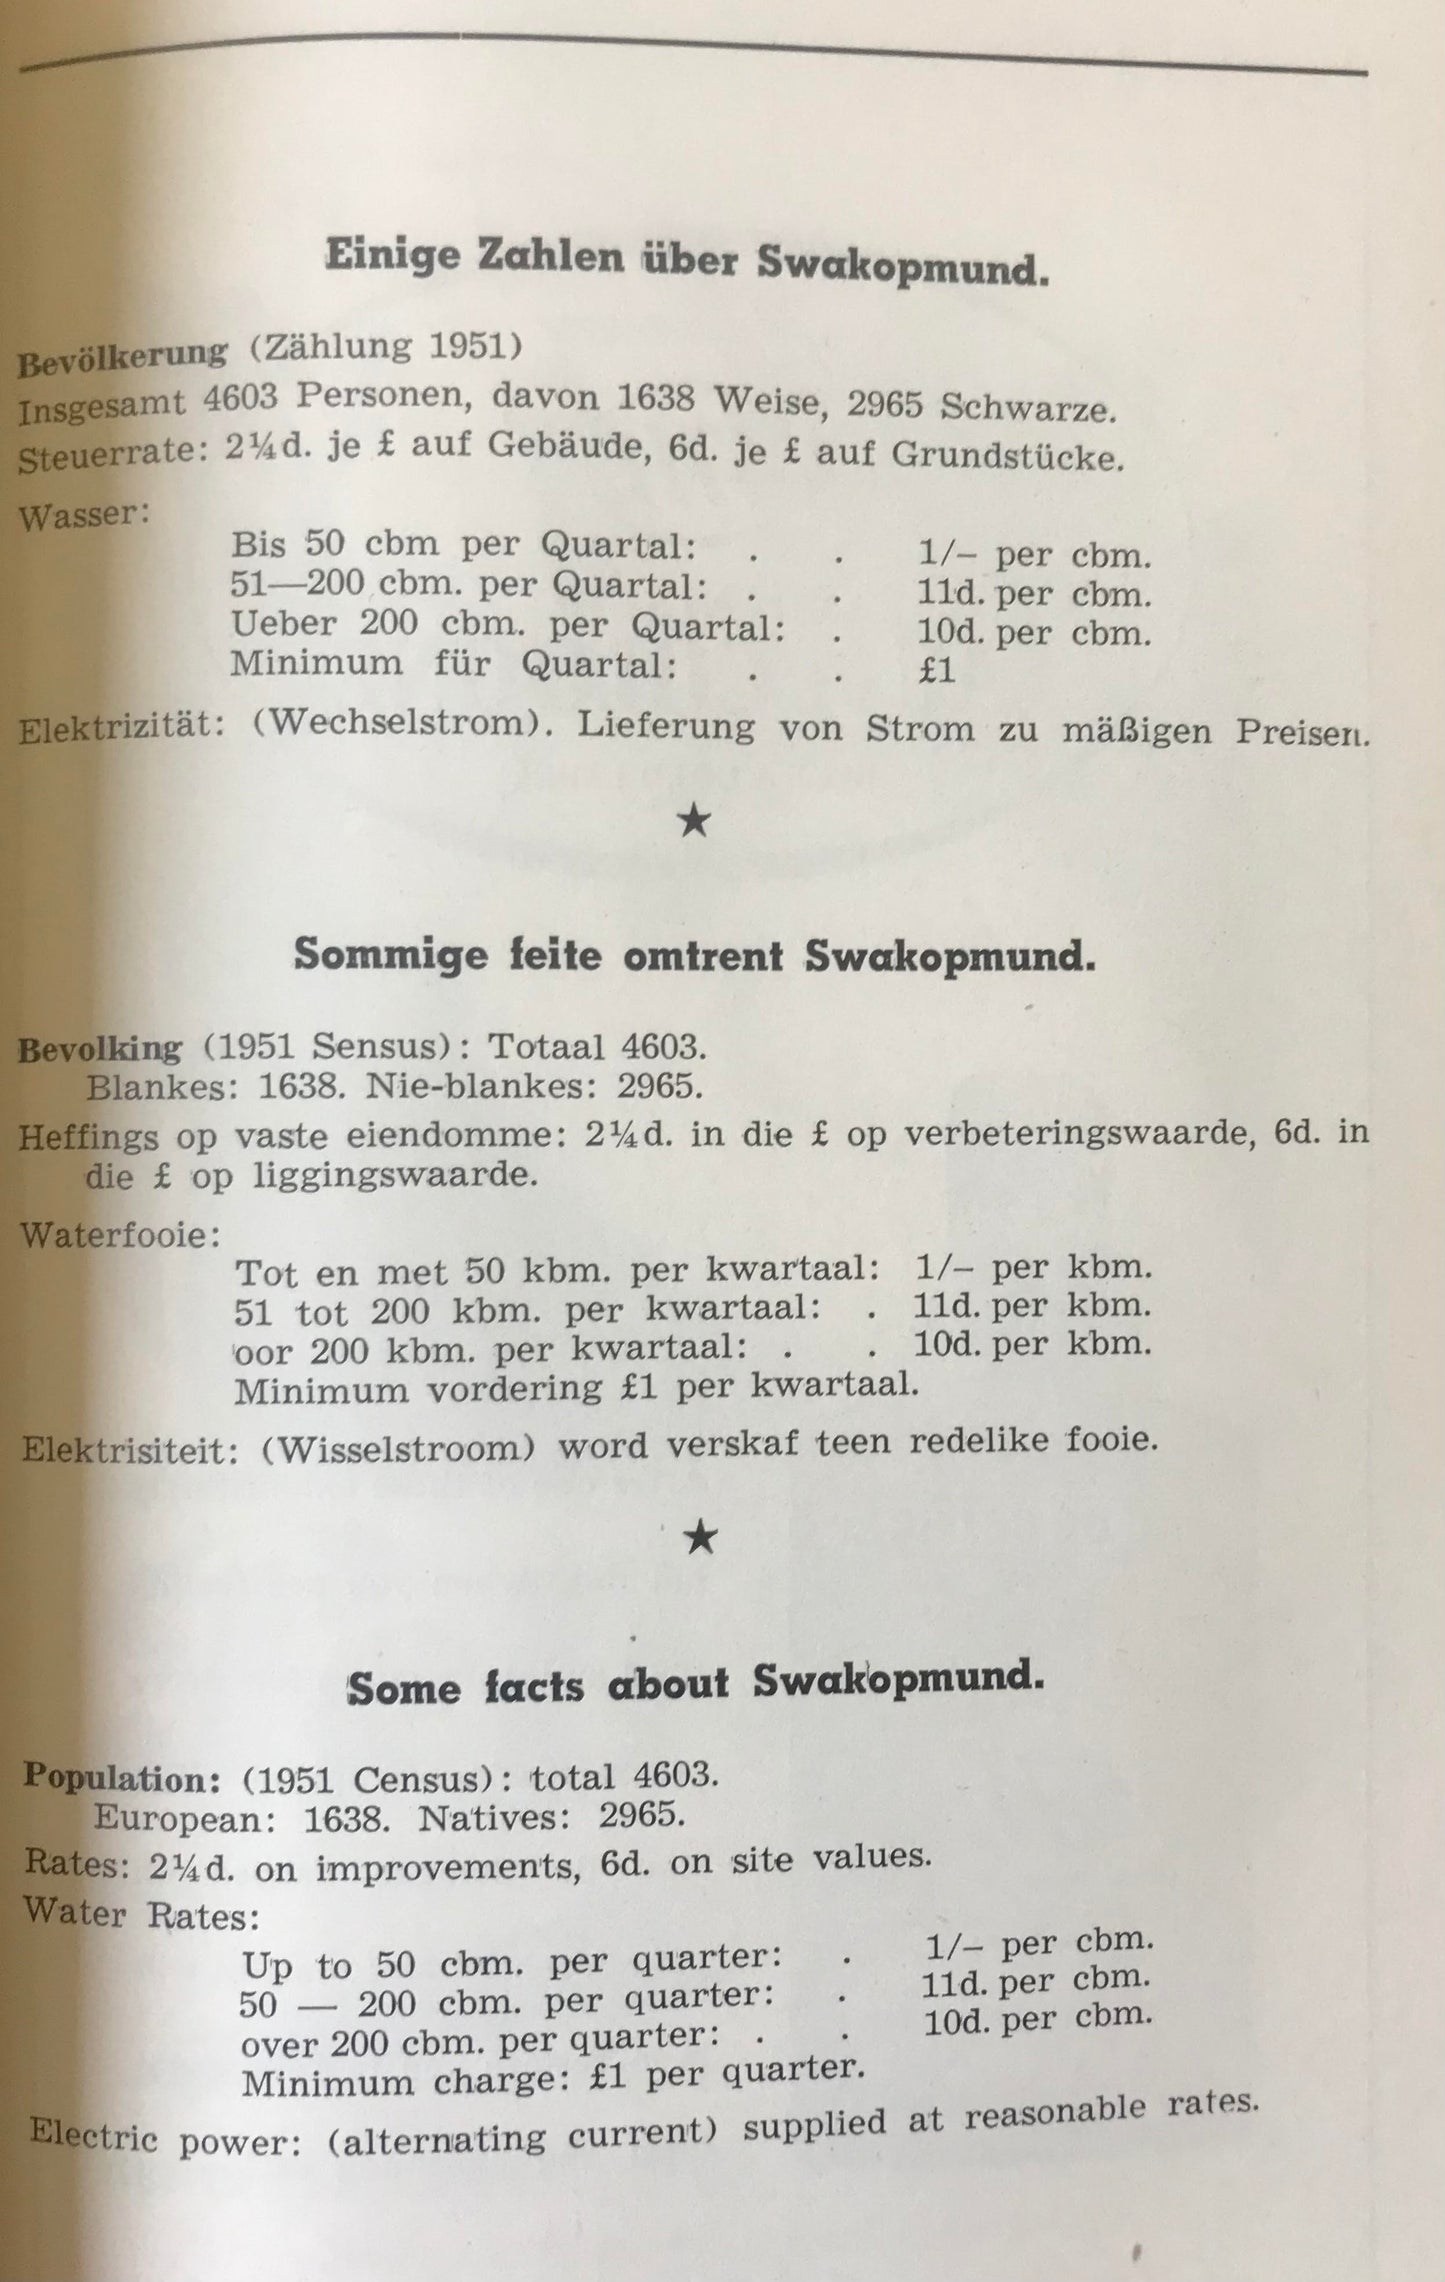 Einige Zahlen über Swakopmund.
Bevölkerung (Zählung 1951)
Insgesamt 4603 Personen, davon 1638 Weise, 2965 Schwarze.
Steuerrate: 2¼d. je £ auf Gebäude, 6d. je £ auf Grundstücke.
Wasser:
Bis 50 cbm per Quartal: . . 1/– per cbm.
51—200 cbm. per Quartal: . . 11d. per cbm.
Ueber 200 cbm. per Quartal: . 10d. per cbm.
Minimum für Quartal: . . £1
Elektrizität: (Wechselstrom). Lieferung von Strom zu mäßigen Preisen.
★
Sommige feite omtrent Swakopmund.
Bevolking (1951 Sensus): Totaal 4603.
Blankes: 1638. Nie-blankes: 2965.
Heffings op vaste eiendomme: 2¼d. in die £ op verbeteringswaarde, 6d. in
die £ op liggingswaarde.
Waterfooie:
Tot en met 50 kbm. per kwartaal: 1/– per kbm.
51 tot 200 kbm. per kwartaal: . 11d. per kbm.
oor 200 kbm. per kwartaal: . . 10d. per kbm.
Minimum vordering £1 per kwartaal.
Elektrisiteit: (Wisselstroom) word verskaf teen redelike fooie.
★
Some facts about Swakopmund.
Population: (1951 Census): total 4603.
European: 1638. Natives: 2965.
Rates: 2¼d. on improvements, 6d. on site values.
Water Rates:
Up to 50 cbm. per quarter: . 1/– per cbm.
50 — 200 cbm. per quarter: . 11d. per cbm.
over 200 cbm. per quarter: . . 10d. per cbm.
Minimum charge: £1 per quarter.
Electric power: (alternating current) supplied at reasonable rates.